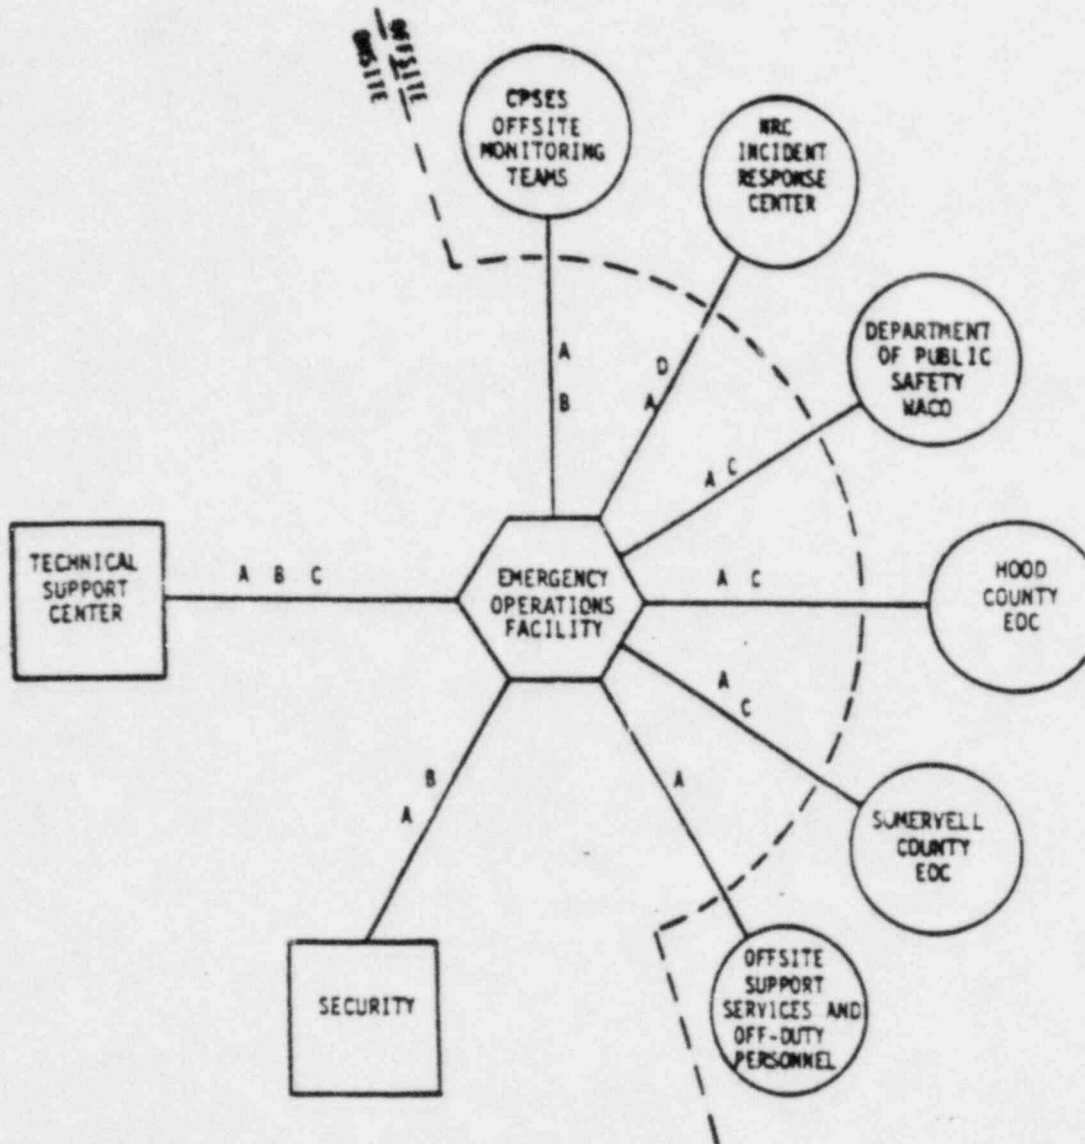 OFFSITE
ONSITE
CPSES
OFFSITE
MONITORING
TEAMS
NRC
INCIDENT
RESPONSE
CENTER
DEPARTMENT
OF PUBLIC
SAFETY
WACO
A
B
D
A
A C
TECHNICAL
SUPPORT
CENTER
A B C
EMERGENCY
OPERATIONS
FACILITY
A C
HOOD
COUNTY
EOC
A
C
B
A
A
SOMERVELL
COUNTY
EOC
SECURITY
OFFSITE
SUPPORT
SERVICES AND
OFF-DUTY
PERSONNEL